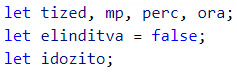 let tized, mp, perc, ora;
let elinditva = false;
let idozito;